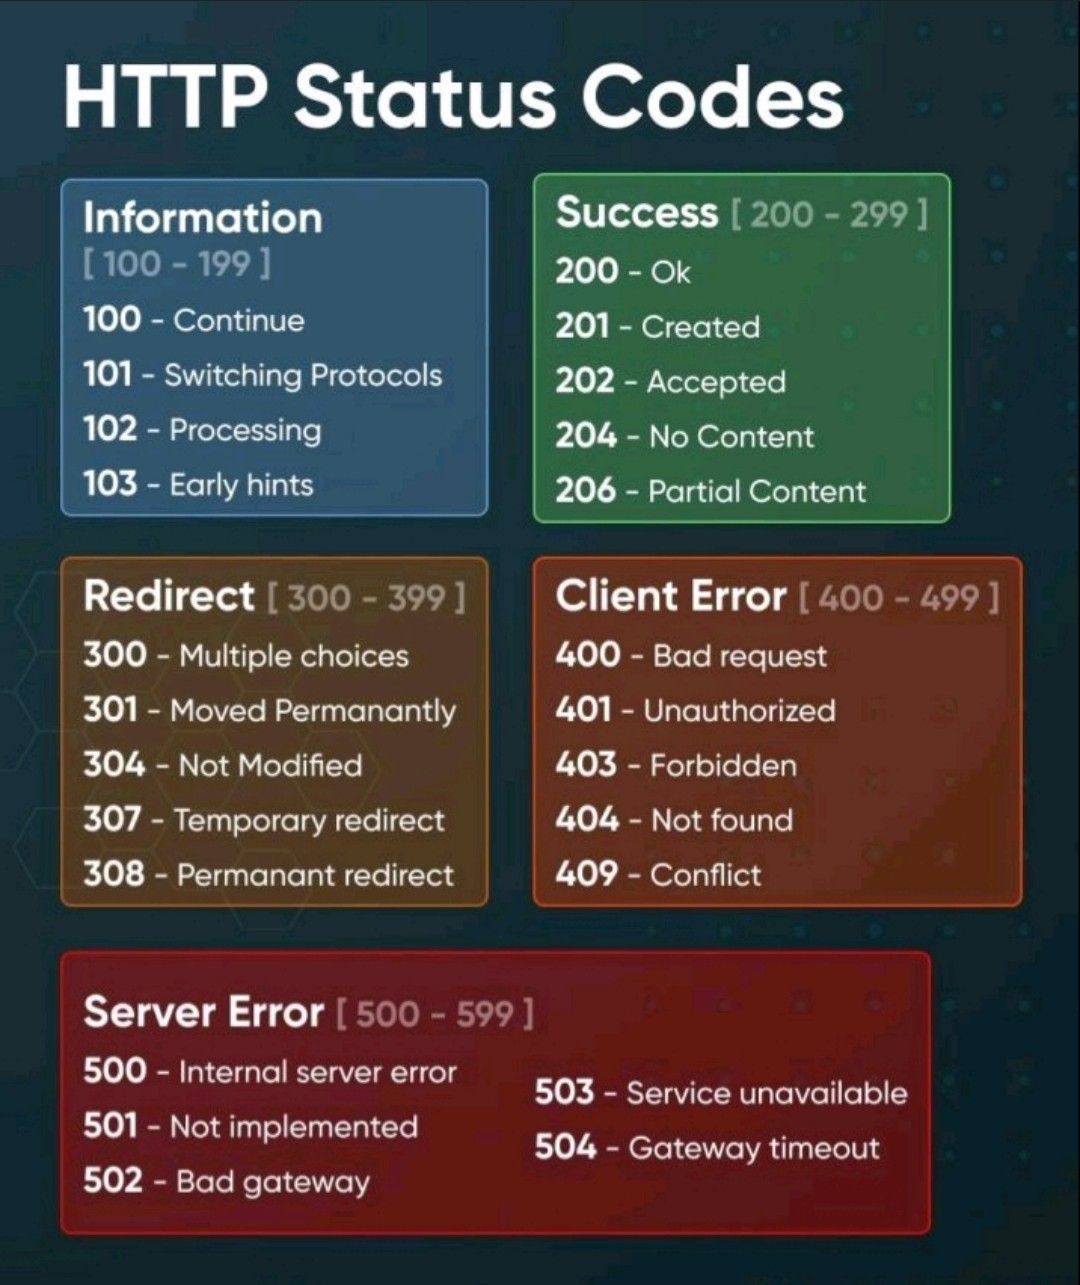 HTTP Status Codes
Information
[ 100 - 199 ]
100 - Continue
101 - Switching Protocols
102 - Processing
103 - Early hints
Success [ 200 - 299 ]
200 - Ok
201 - Created
202 - Accepted
204 - No Content
206 - Partial Content
Redirect [ 300 - 399 ]
300 - Multiple choices
301 - Moved Permanantly
304 - Not Modified
307 - Temporary redirect
308 - Permanant redirect
Client Error [ 400 - 499 ]
400 - Bad request
401 - Unauthorized
403 - Forbidden
404 - Not found
409 - Conflict
Server Error [ 500 - 599 ]
500 - Internal server error
501 - Not implemented
502 - Bad gateway
503 - Service unavailable
504 - Gateway timeout